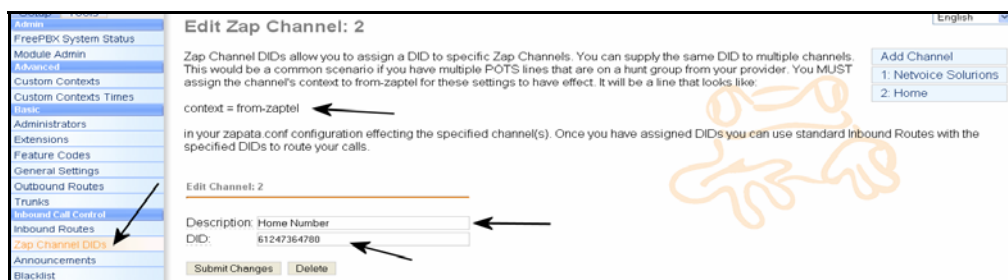 Setup Tools
English
Admin
FreePBX System Status
Module Admin
Advanced
Custom Contexts
Custom Contexts Times
Basic
Administrators
Extensions
Feature Codes
General Settings
Outbound Routes
Trunks
Inbound Call Control
Inbound Routes
Zap Channel DIDs
Announcements
Blacklist
Edit Zap Channel: 2
Zap Channel DIDs allow you to assign a DID to specific Zap Channels. You can supply the same DID to multiple channels.
This would be a common scenario if you have multiple POTS lines that are on a hunt group from your provider. You MUST
assign the channel's context to from-zaptel for these settings to have effect. It will be a line that looks like:
context = from-zaptel
in your zapata.conf configuration effecting the specified channel(s). Once you have assigned DIDs you can use standard Inbound Routes with the
specified DIDs to route your calls.
Edit Channel: 2
Description: Home Number
DID: 61247364780
Submit Changes Delete
Add Channel
1: Netvoice Solurions
2: Home